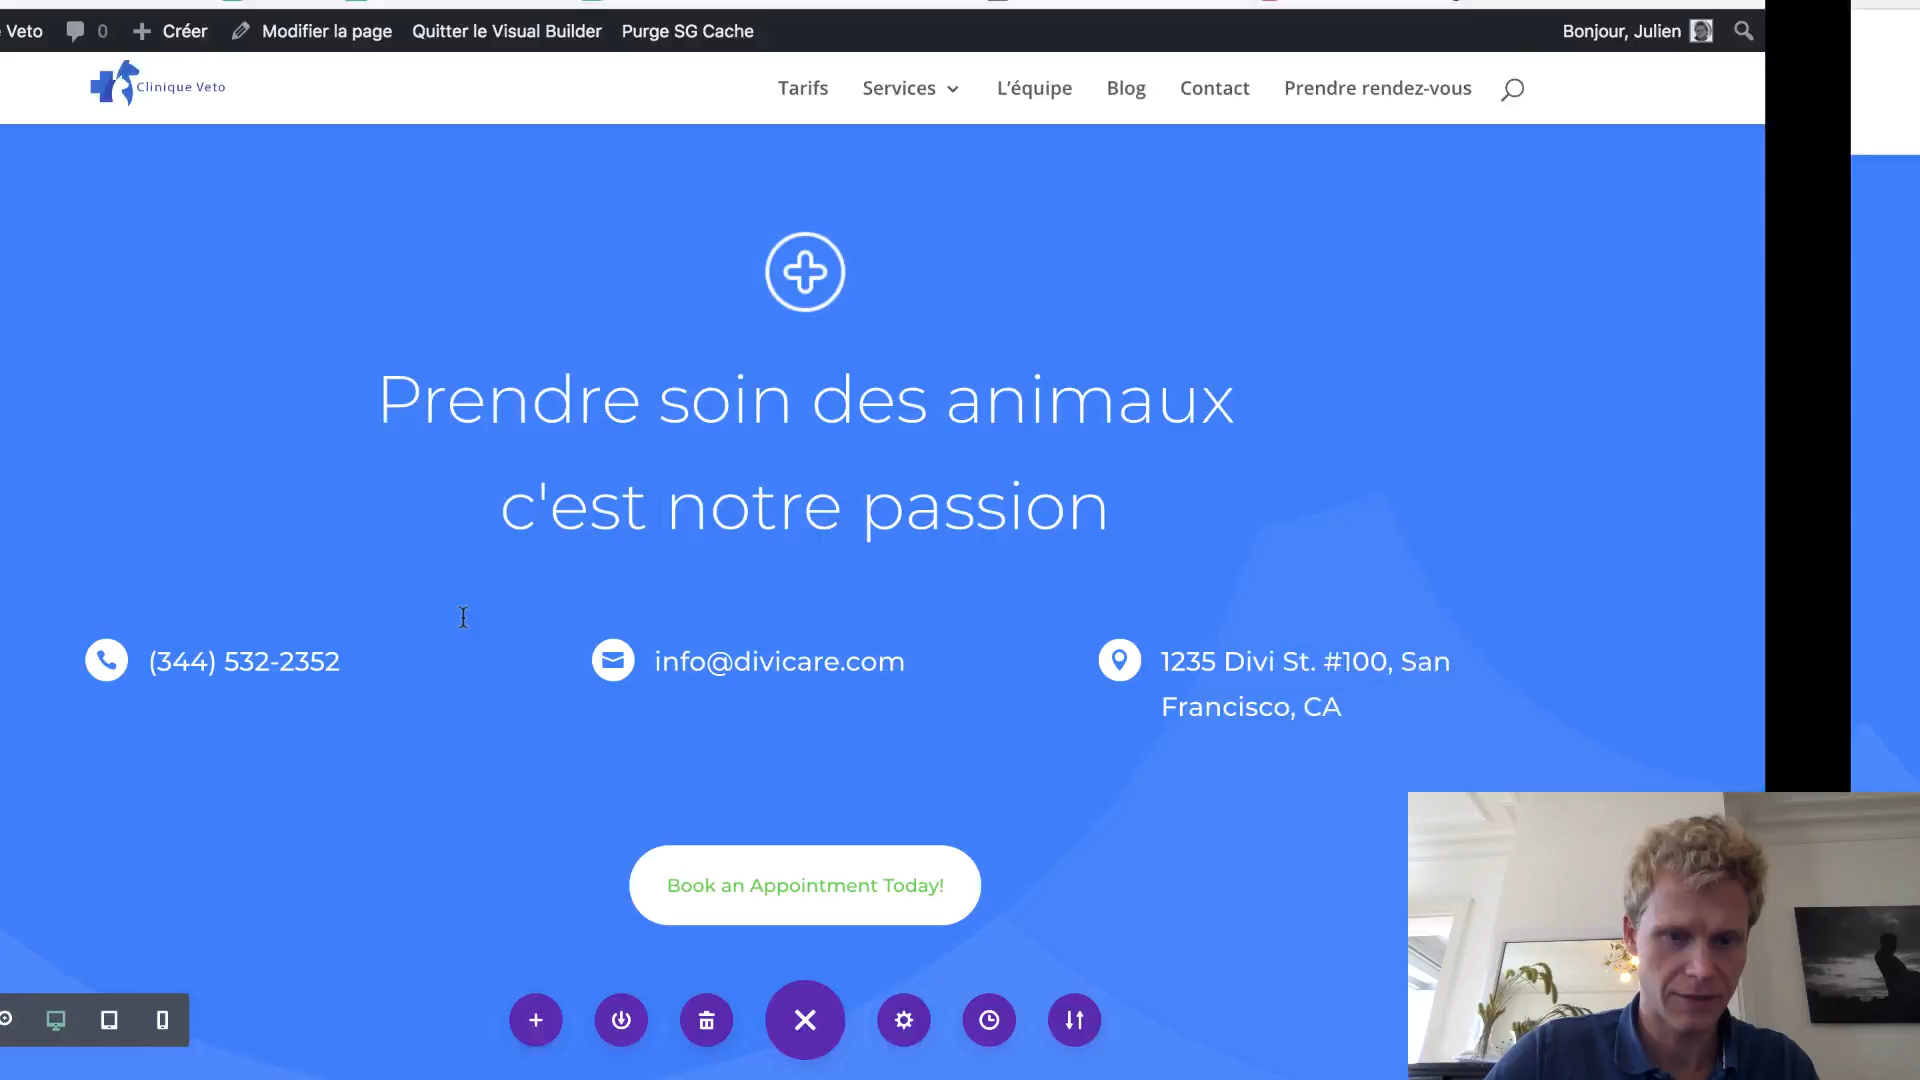 Veto 0 Créer Modifier la page Quitter le Visual Builder Purge SG Cache Bonjour, Julien
Clinique Veto Tarifs Services L'équipe Blog Contact Prendre rendez-vous
Prendre soin des animaux
c'est notre passion
(344) 532-2352 info@divicare.com 1235 Divi St. #100, San
Francisco, CA
Book an Appointment Today!